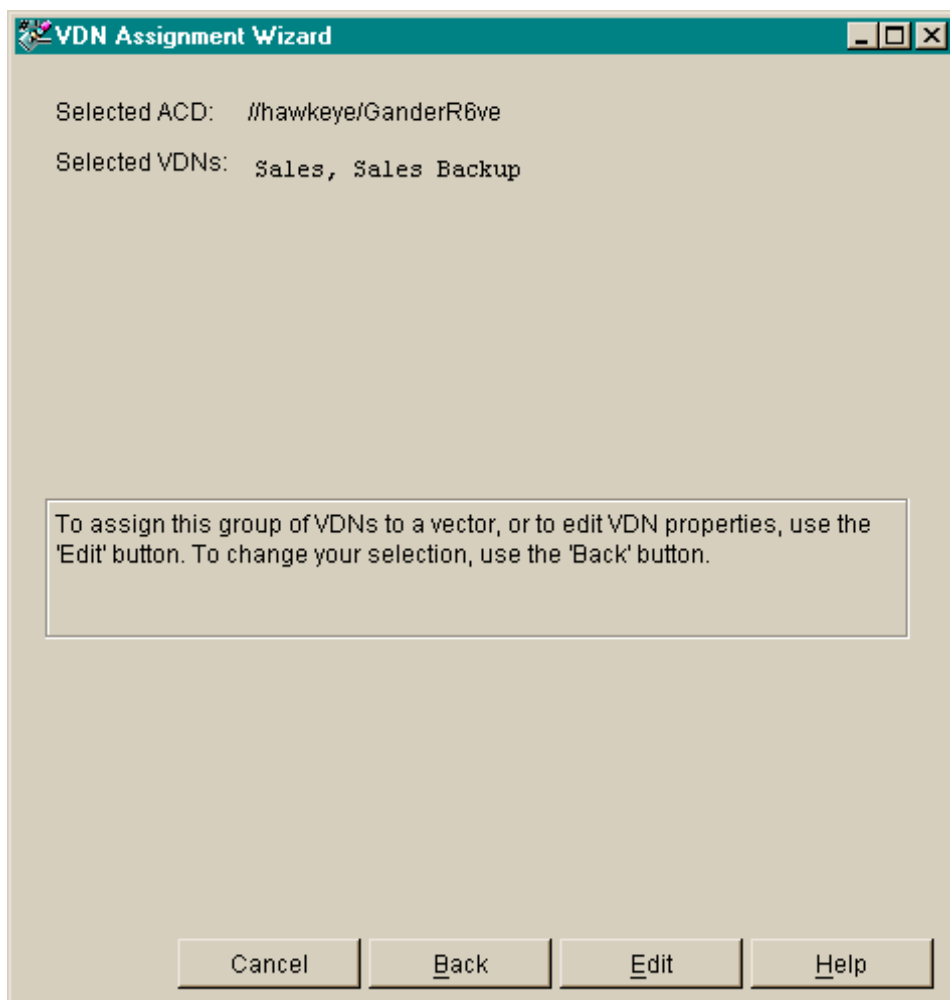 VDN Assignment Wizard
Selected ACD: //hawkeye/GanderR6ve
Selected VDNs: Sales, Sales Backup
To assign this group of VDNs to a vector, or to edit VDN properties, use the
'Edit' button. To change your selection, use the 'Back' button.
Cancel Back Edit Help